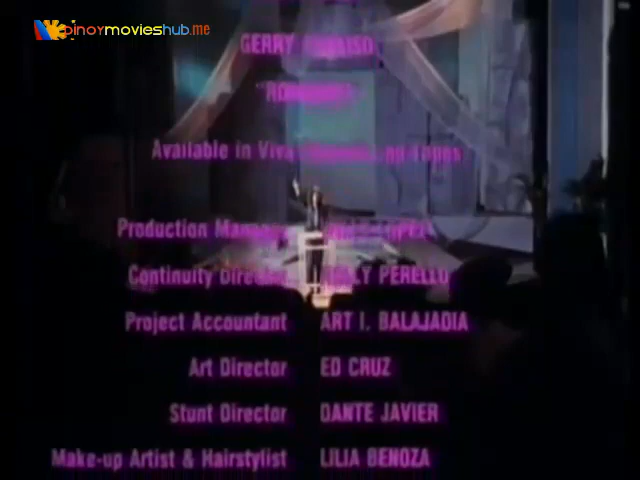 pinoymovieshub.me
GERRY
Available in Viva Tapes
Production
Continuity PERELLO
Project Accountant ART I. BALAJADIA
Art Director ED CRUZ
Stunt Director DANTE JAVIER
Make-up Artist & Hairstylist LILIA BENOZA